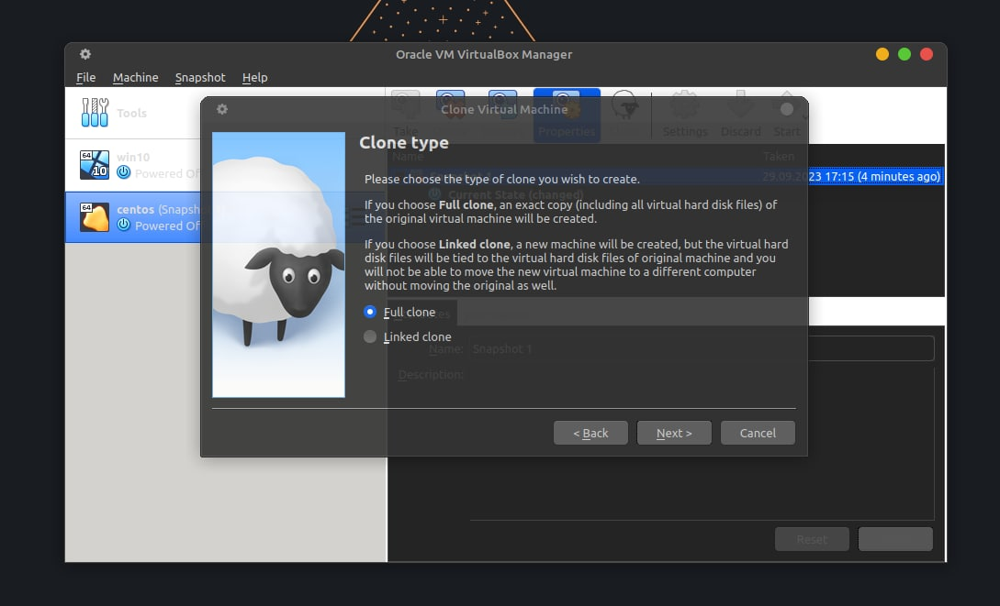 Oracle VM VirtualBox Manager
File Machine Snapshot Help
Tools
win10
Powered Of
centos (Snapsh
Powered Of
Take
Properties
Settings
Discard
Start
Name
Taken
29.09.2023 17:15 (4 minutes ago)
Current State (changed)
Clone Virtual Machine
Clone type
Please choose the type of clone you wish to create.
If you choose Full clone, an exact copy (including all virtual hard disk files) of
the original virtual machine will be created.
If you choose Linked clone, a new machine will be created, but the virtual hard
disk files will be tied to the virtual hard disk files of original machine and you
will not be able to move the new virtual machine to a different computer
without moving the original as well.
Full clone
Linked clone
Name: Snapshot 1
Description:
< Back Next > Cancel
Reset
64
10
64